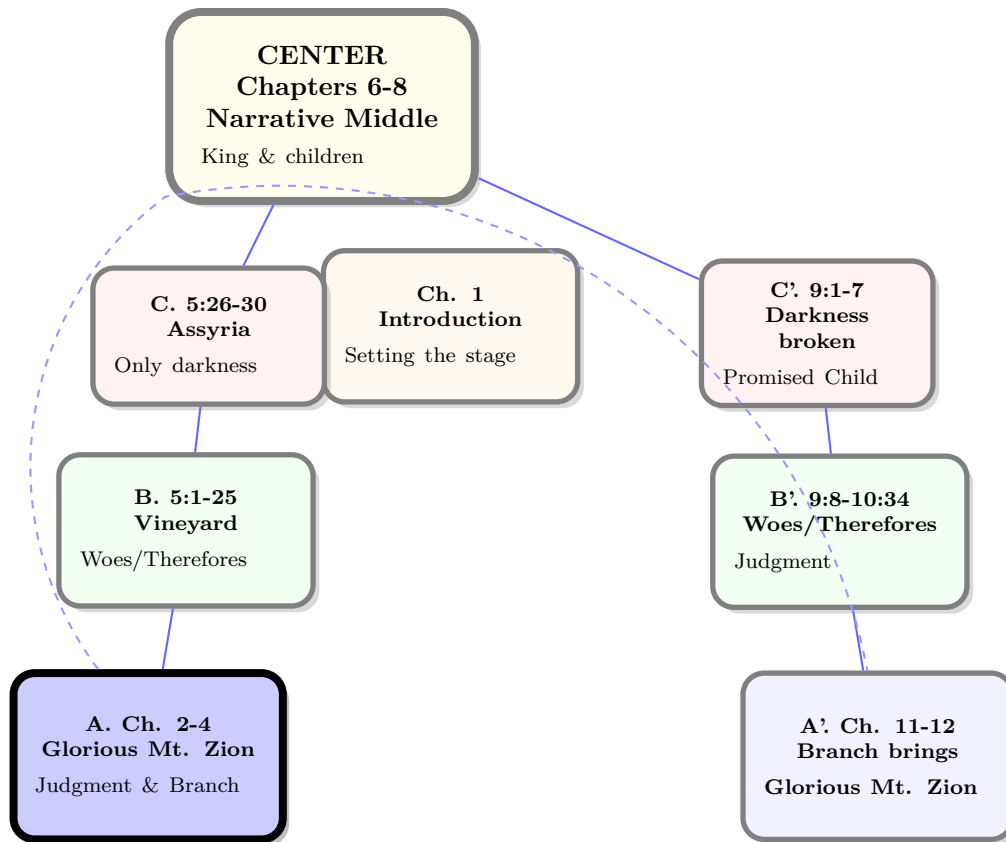 CENTER
Chapters 6-8
Narrative Middle
King & children
C. 5:26-30
Assyria
Only darkness
Ch. 1
Introduction
Setting the stage
C'. 9:1-7
Darkness
broken
Promised Child
B. 5:1-25
Vineyard
Woes/Therefores
B'. 9:8-10:34
Woes/Therefores
Judgment
A. Ch. 2-4
Glorious Mt. Zion
Judgment & Branch
A'. Ch. 11-12
Branch brings
Glorious Mt. Zion